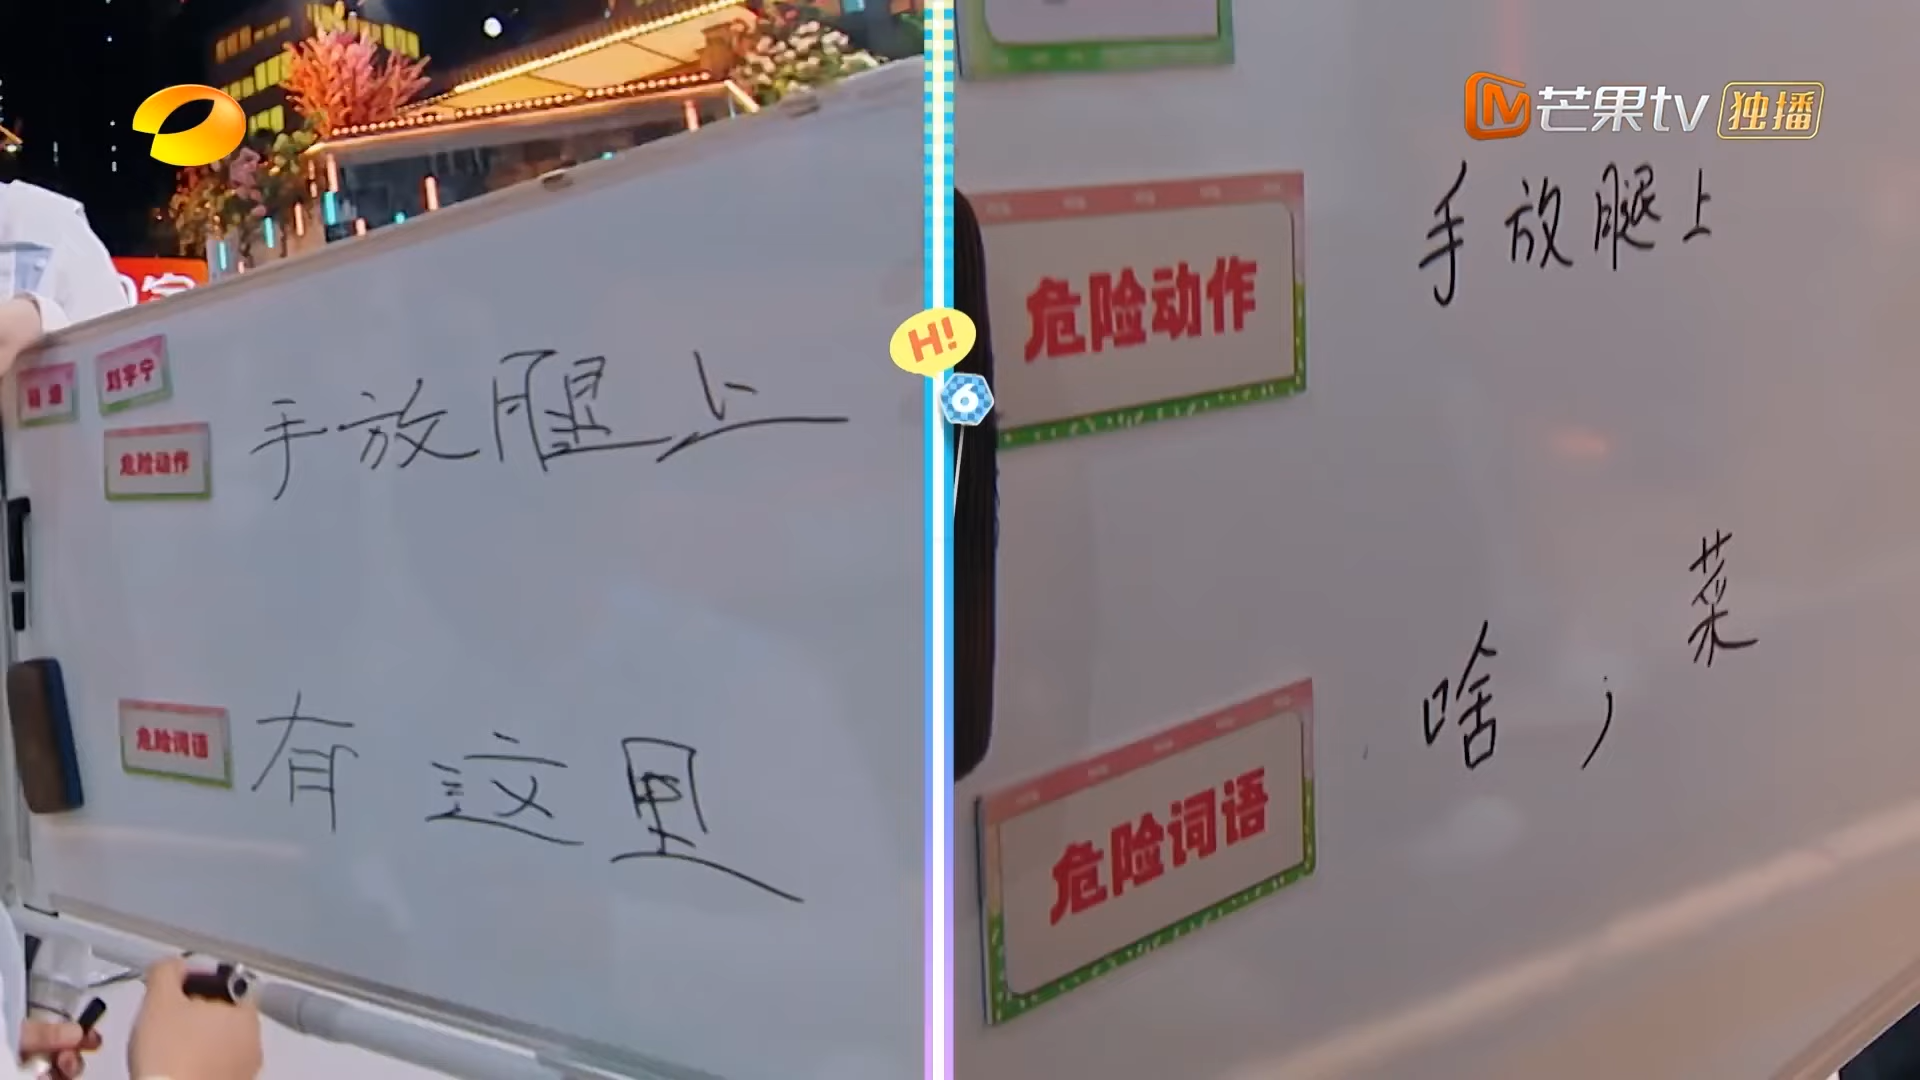 芒果tv 独播
H!
6
刘宇宁
危险动作
手放腿上
危险词语
有 这 里
危险动作
手放腿上
危险词语
啥 , 菜